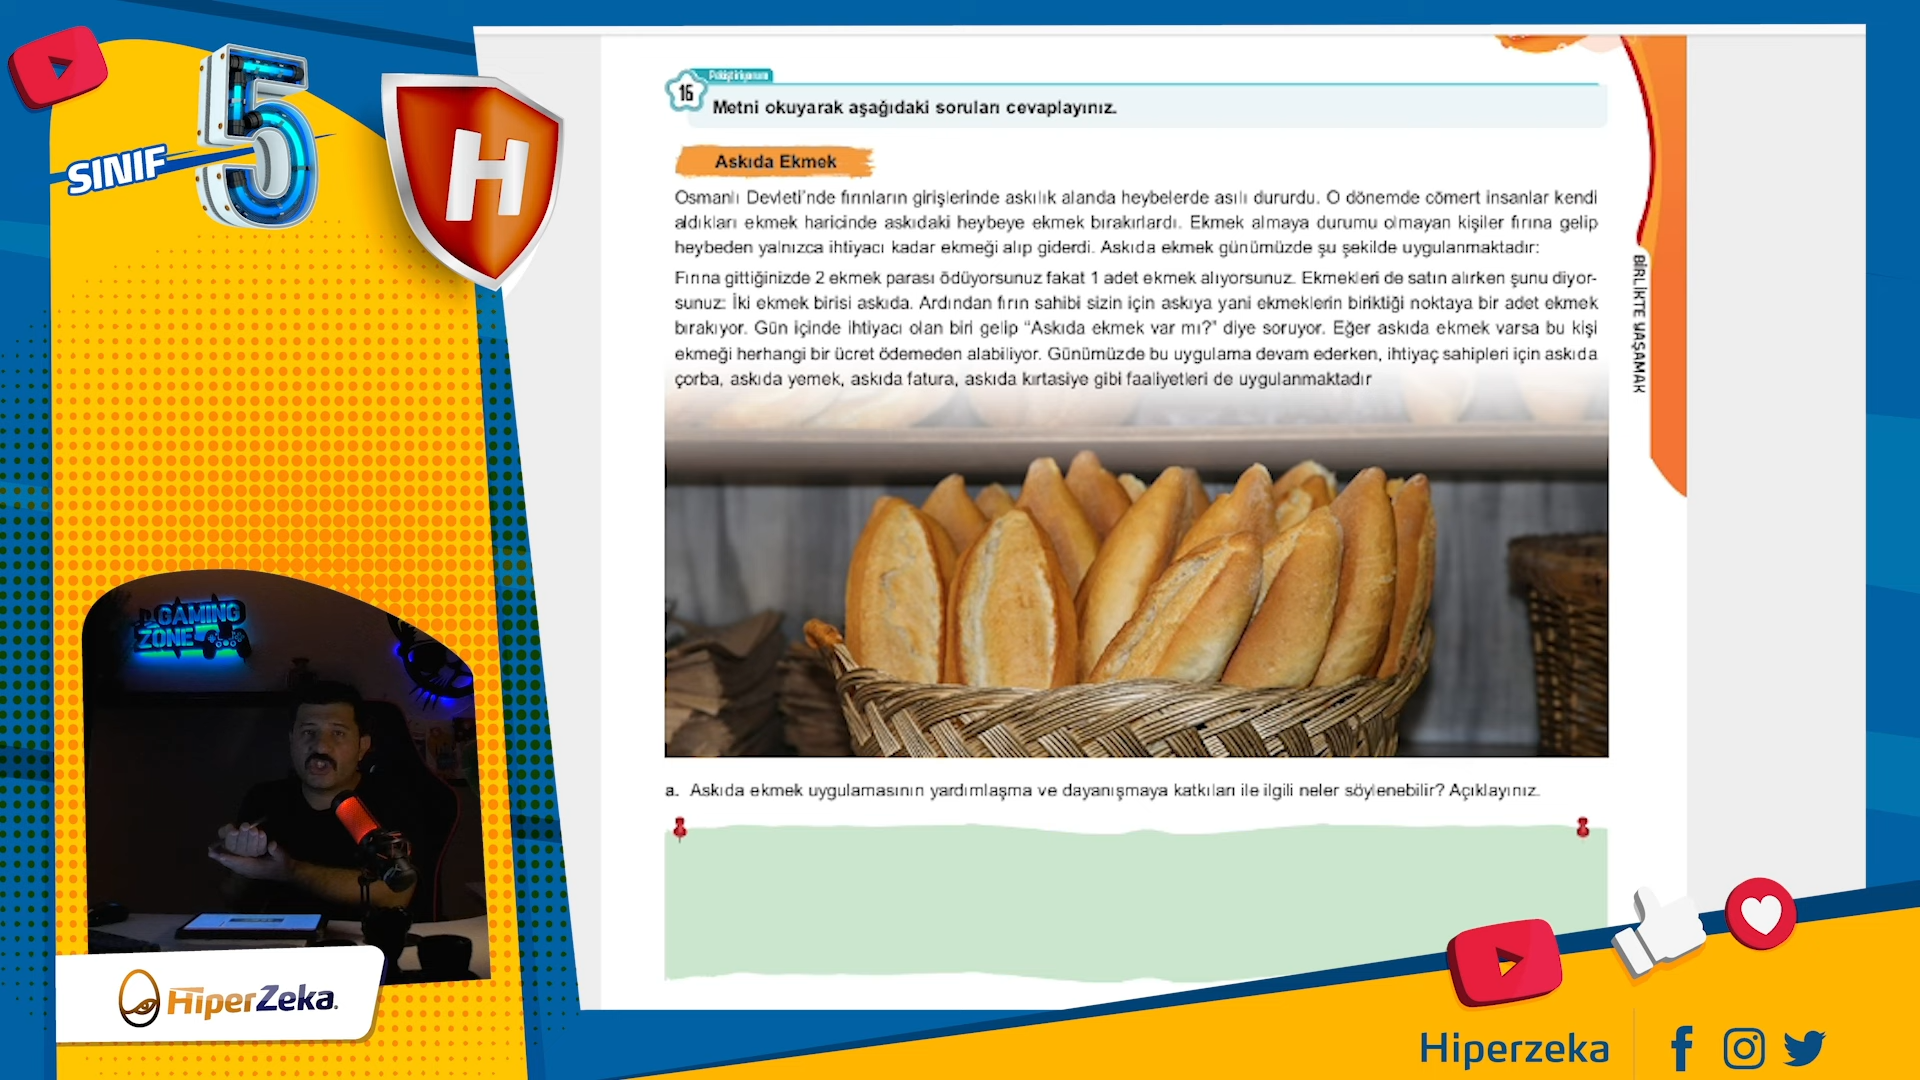 SINIF
5
H
GAMING
ZONE
HiperZeka.
Pekiştiriyorum
16
Metni okuyarak aşağıdaki soruları cevaplayınız.
Askıda Ekmek
Osmanlı Devleti'nde fırınların girişlerinde askılık alanda heybelerde asılı dururdu. O dönemde cömert insanlar kendi
aldıkları ekmek haricinde askıdaki heybeye ekmek bırakırlardı. Ekmek almaya durumu olmayan kişiler fırına gelip
heybeden yalnızca ihtiyacı kadar ekmeği alıp giderdi. Askıda ekmek günümüzde şu şekilde uygulanmaktadır:
Fırına gittiğinizde 2 ekmek parası ödüyorsunuz fakat 1 adet ekmek alıyorsunuz. Ekmekleri de satın alırken şunu diyor-
sunuz: İki ekmek birisi askıda. Ardından fırın sahibi sizin için askıya yani ekmeklerin biriktiği noktaya bir adet ekmek
bırakıyor. Gün içinde ihtiyacı olan biri gelip "Askıda ekmek var mı?" diye soruyor. Eğer askıda ekmek varsa bu kişi
ekmeği herhangi bir ücret ödemeden alabiliyor. Günümüzde bu uygulama devam ederken, ihtiyaç sahipleri için askıda
çorba, askıda yemek, askıda fatura, askıda kırtasiye gibi faaliyetleri de uygulanmaktadır
BİRLİKTE YAŞAMAK
a. Askıda ekmek uygulamasının yardımlaşma ve dayanışmaya katkıları ile ilgili neler söylenebilir? Açıklayınız.
Hiperzeka